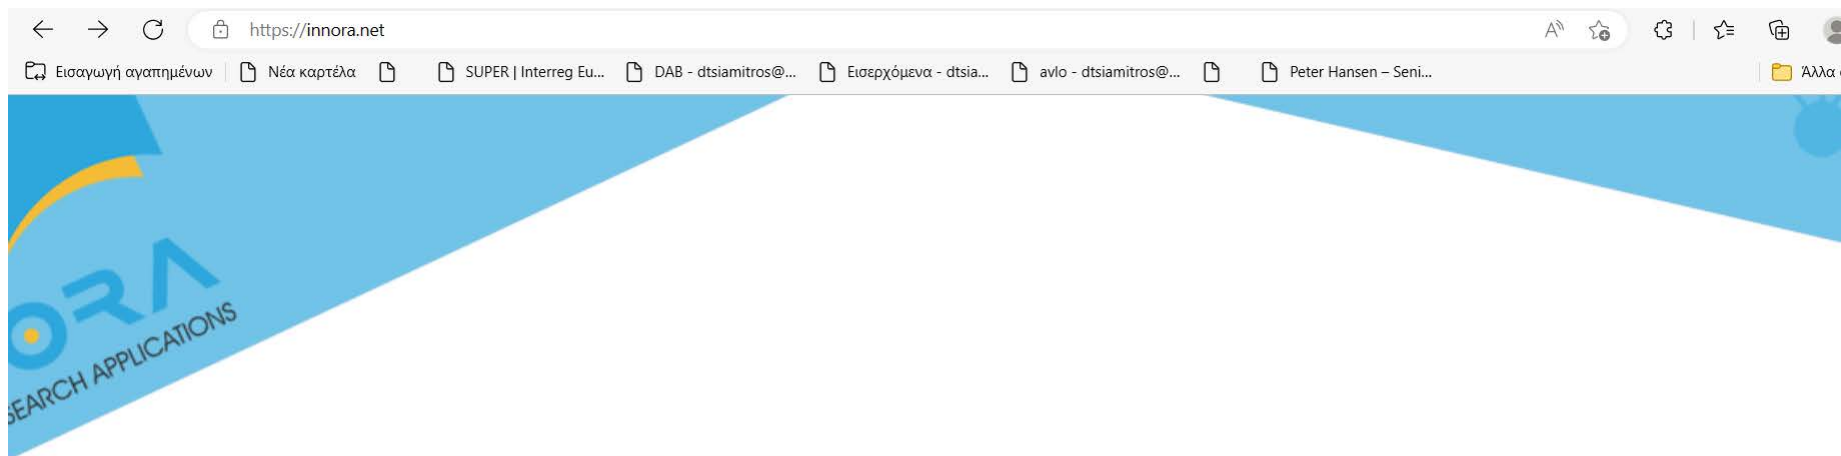 https://innora.net
Εισαγωγή αγαπημένων Νέα καρτέλα SUPER | Interreg Eu... DAB - dtsiamitros@... Εισερχόμενα - dtsia... avlo - dtsiamitros@... Peter Hansen – Seni... Άλλα
ORA
SEARCH APPLICATIONS